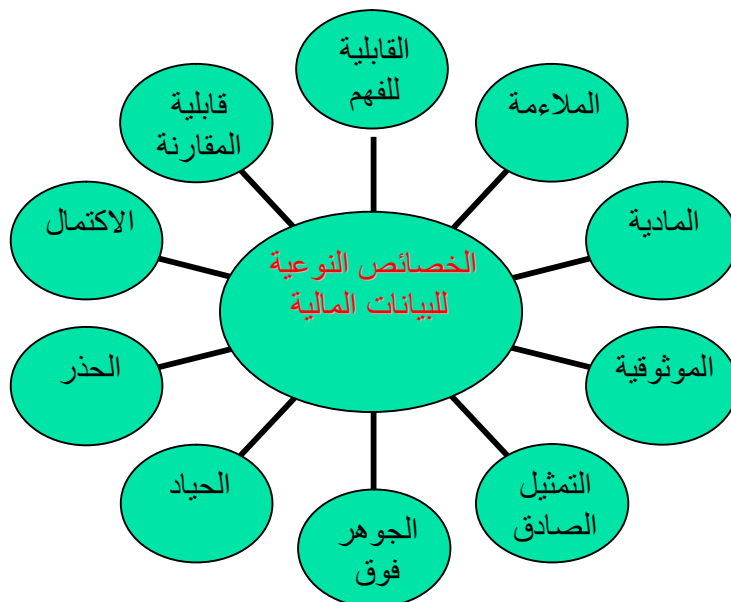 الخصائص النوعية
للبيانات المالية
القابلية
للفهم
الملاءمة
المادية
الموثوقية
التمثيل
الصادق
الجوهر
فوق
الحياد
الحذر
الاكتمال
قابلية
المقارنة